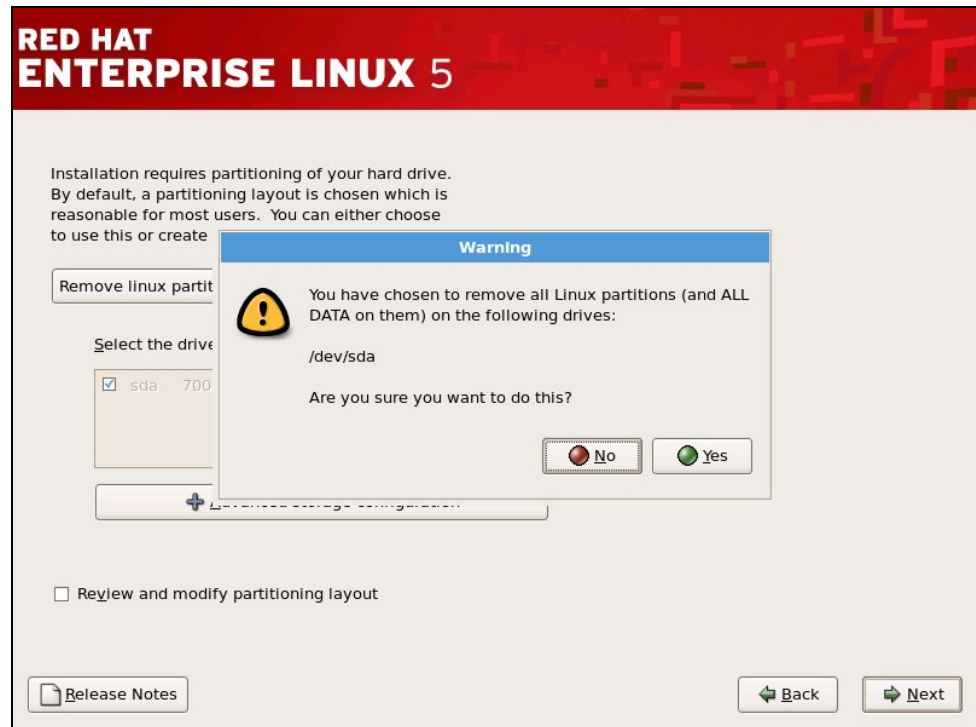 RED HAT
ENTERPRISE LINUX 5
Installation requires partitioning of your hard drive.
By default, a partitioning layout is chosen which is
reasonable for most users. You can either choose
to use this or create
Warning
You have chosen to remove all Linux partitions (and ALL
DATA on them) on the following drives:
/dev/sda
Are you sure you want to do this?
No
Yes
Remove linux partit
Select the drive
sda 700
Advanced storage configuration
Review and modify partitioning layout
Release Notes
Back
Next